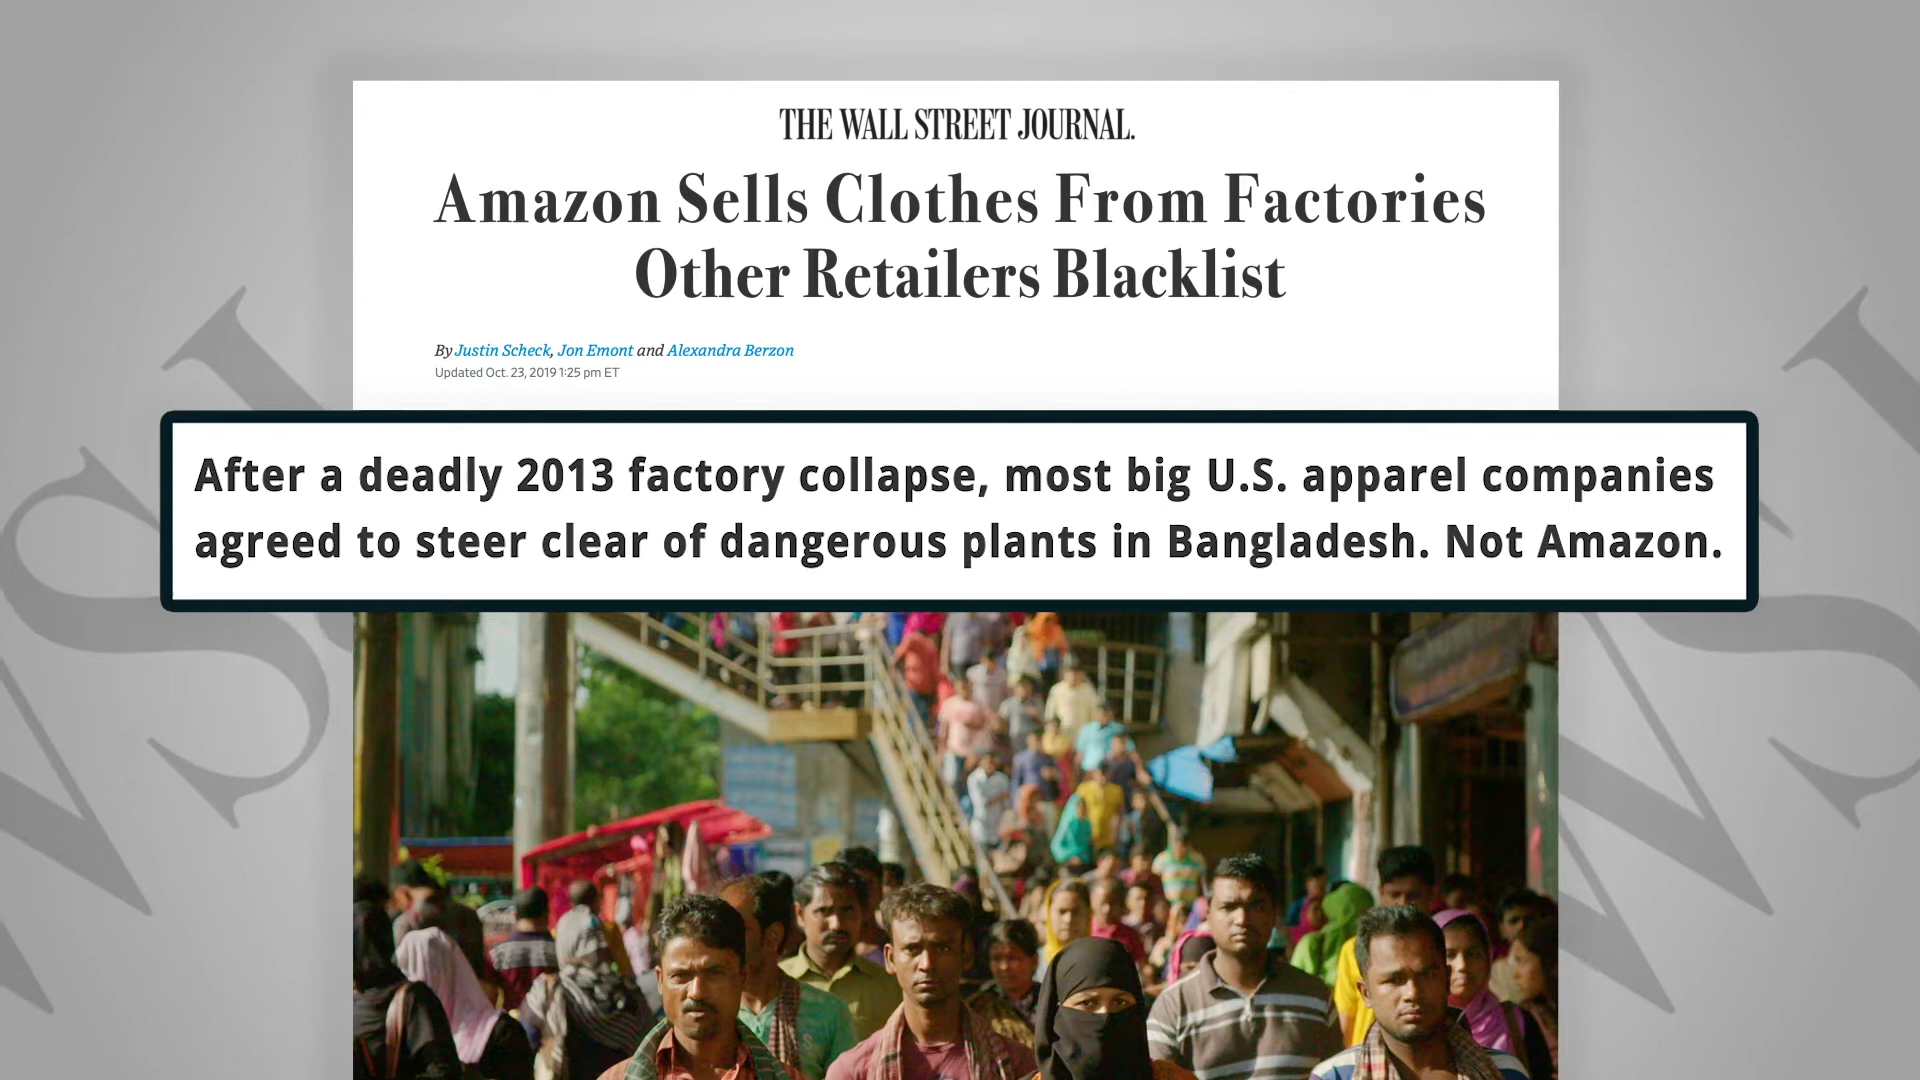 THE WALL STREET JOURNAL.
Amazon Sells Clothes From Factories
Other Retailers Blacklist
By Justin Scheck, Jon Emont and Alexandra Berzon
Updated Oct. 23, 2019 1:25 pm ET
After a deadly 2013 factory collapse, most big U.S. apparel companies
agreed to steer clear of dangerous plants in Bangladesh. Not Amazon.
WSJ
WSJ